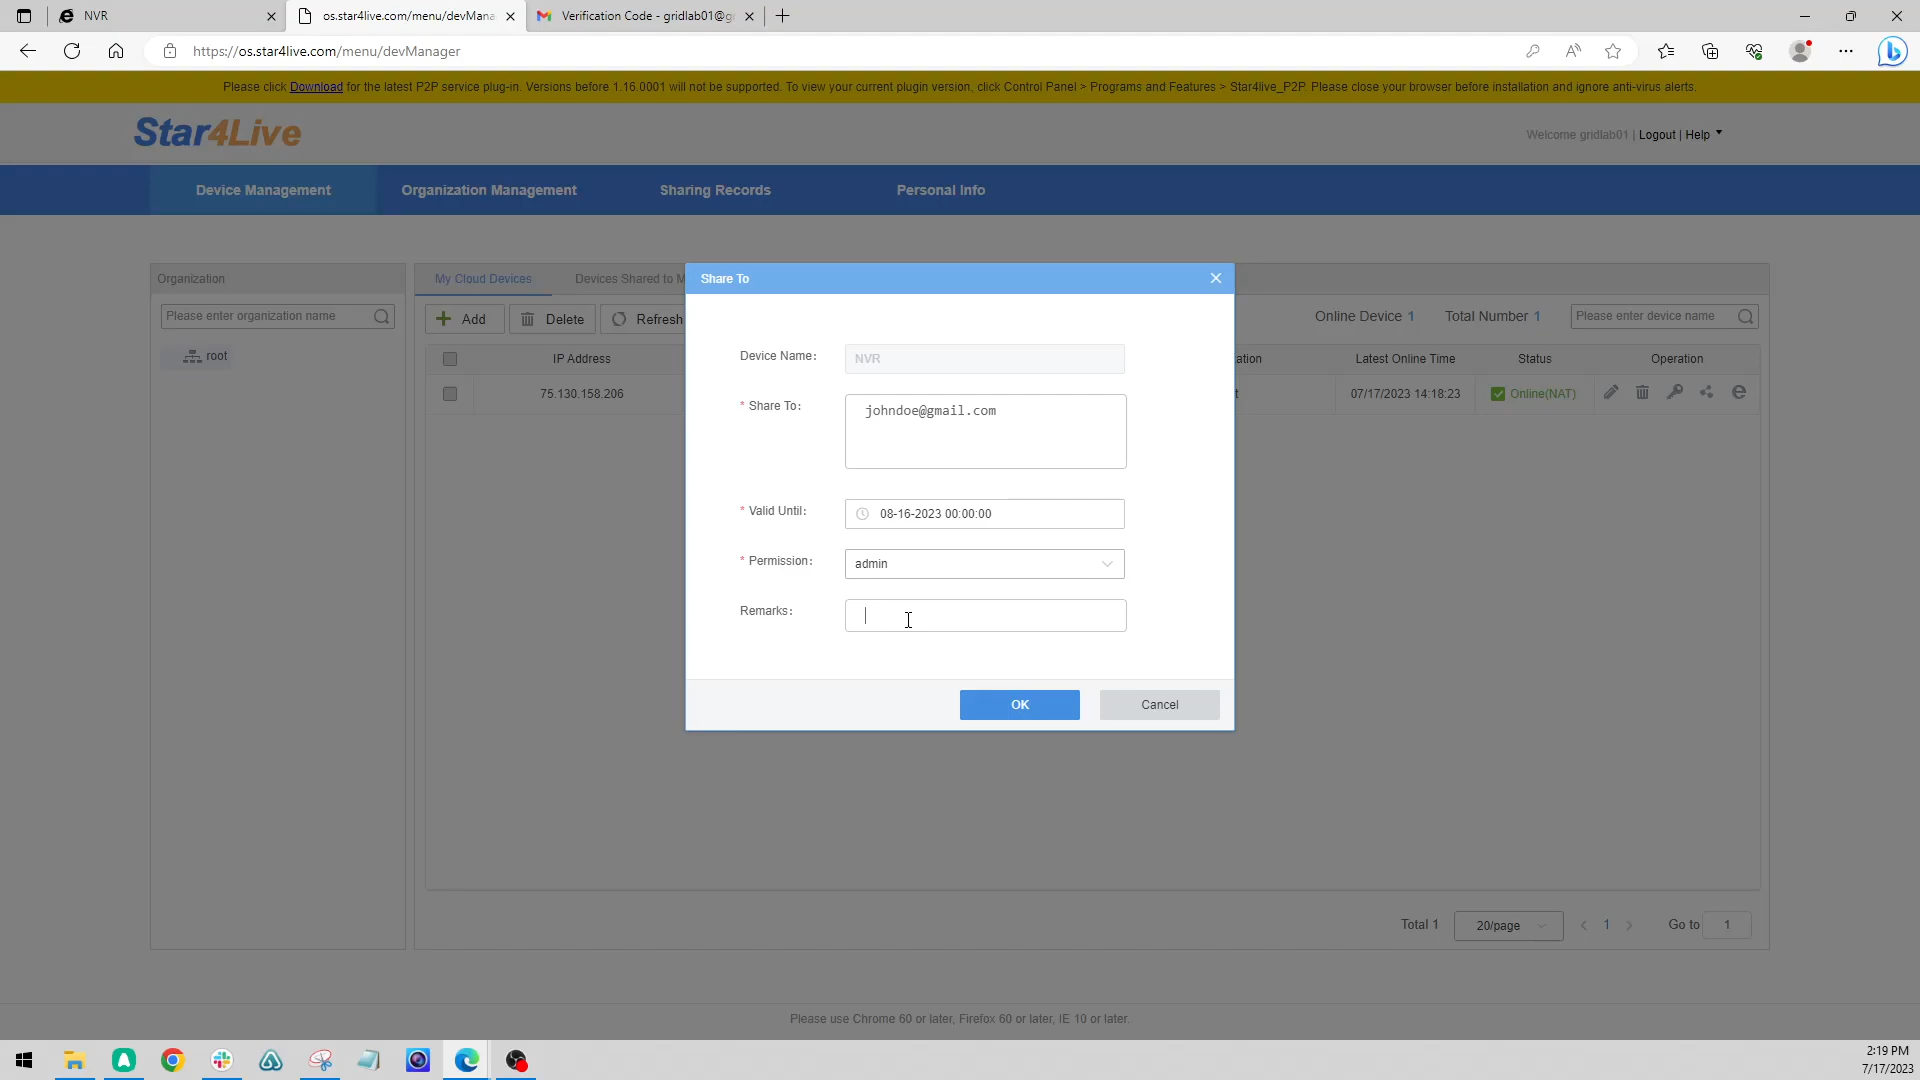 NVR
os.star4live.com/menu/devMana
Verification Code - gridlab01@g
https://os.star4live.com/menu/devManager
Please click Download for the latest P2P service plug-in. Versions before 1.16.0001 will not be supported. To view your current plugin version, click Control Panel > Programs and Features > Star4live_P2P. Please close your browser before installation and ignore anti-virus alerts.
Star4Live
Welcome gridlab01 | Logout | Help
Device Management
Organization Management
Sharing Records
Personal Info
Organization
My Cloud Devices
Devices Shared to M
Share To
Please enter organization name
Add
Delete
Refresh
Online Device 1
Total Number 1
Please enter device name
root
IP Address
ation
Latest Online Time
Status
Operation
75.130.158.206
t
07/17/2023 14:18:23
Online(NAT)
Device Name:
NVR
* Share To:
johndoe@gmail.com
* Valid Until:
08-16-2023 00:00:00
* Permission:
admin
Remarks:
OK
Cancel
Total 1
20/page
1
Go to
1
Please use Chrome 60 or later, Firefox 60 or later, IE 10 or later.
2:19 PM
7/17/2023